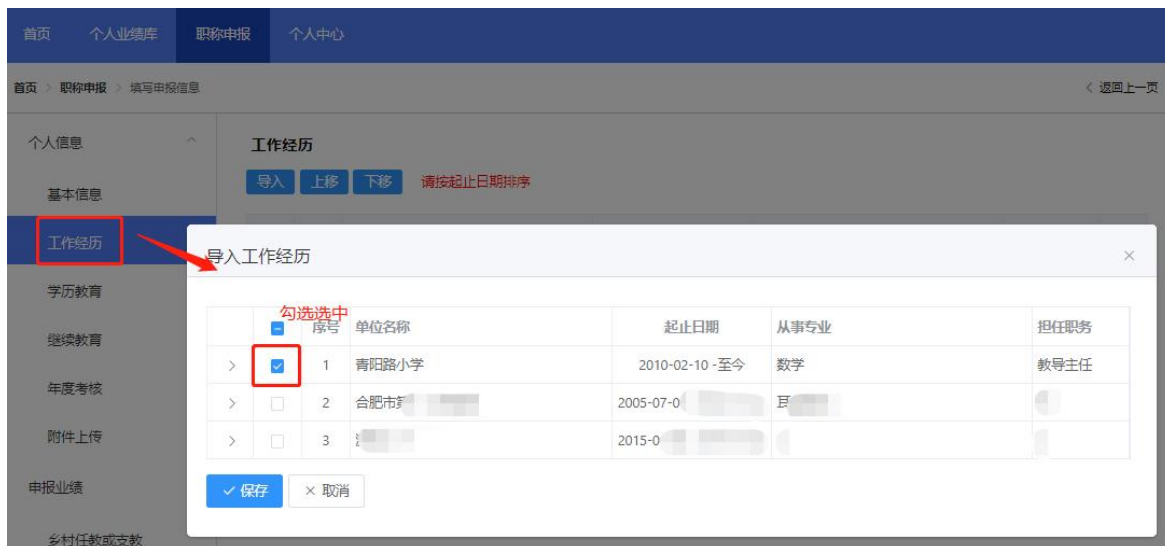 首页 个人业绩库 职称申报 个人中心
首页 > 职称申报 > 填写申报信息 < 返回上一页
个人信息
基本信息
工作经历
学历教育
继续教育
年度考核
附件上传
申报业绩
乡村任教或支教
工作经历
导入 上移 下移 请按起止日期排序
导入工作经历 ×
勾选选中
序号 单位名称 起止日期 从事专业 担任职务
1 青阳路小学 2010-02-10 -至今 数学 教导主任
2 合肥市 2005-07-0
3 2015-0
保存 × 取消